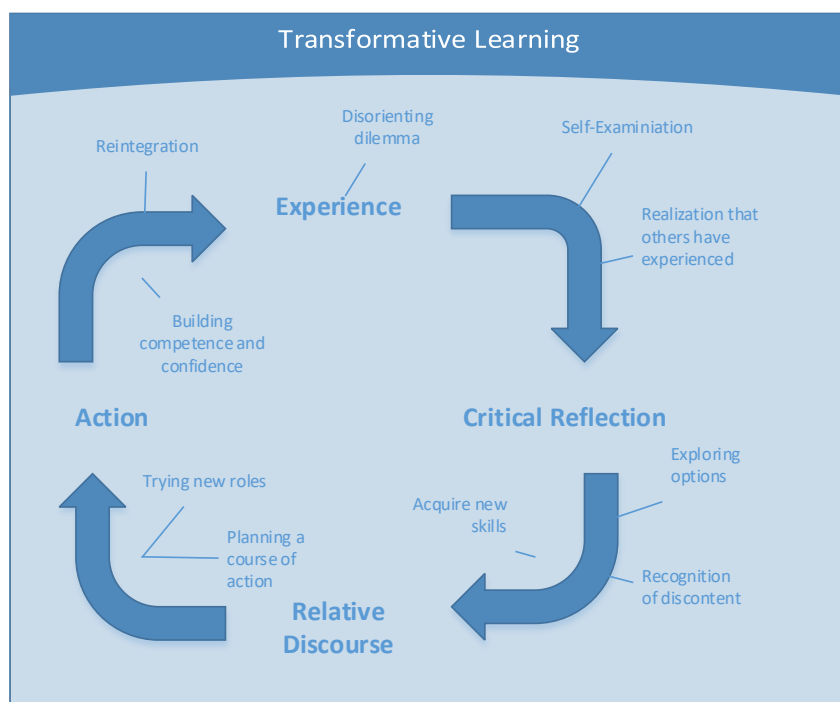 Transformative Learning
Disorienting
dilemma
Self-Examiniation
Reintegration
Experience
Realization that
others have
experienced
Building
competence and
confidence
Action
Critical Reflection
Exploring
options
Trying new roles
Acquire new
skills
Planning a
course of
action
Recognition
of discontent
Relative
Discourse